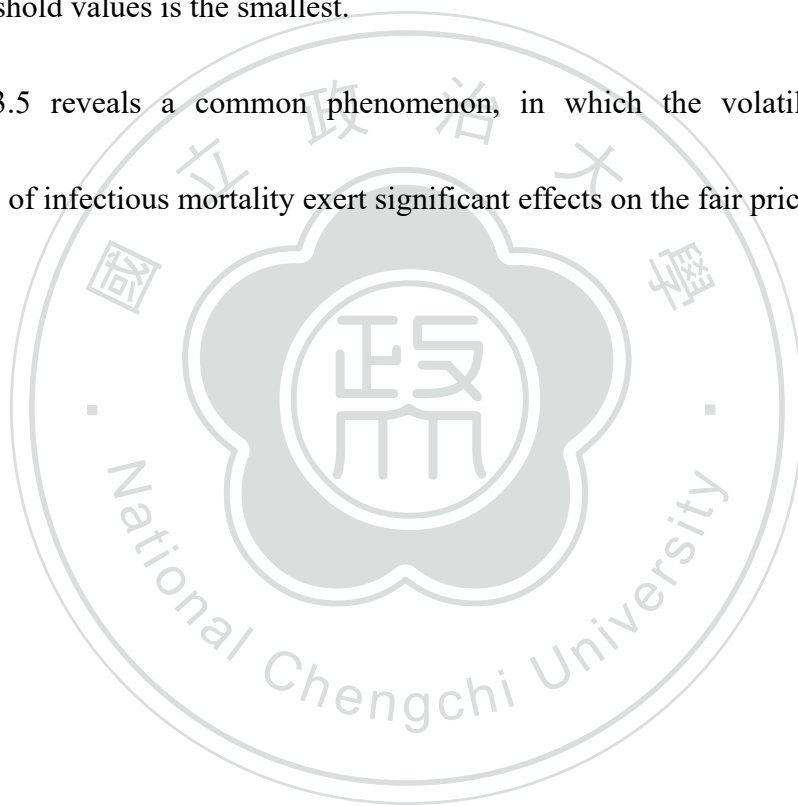 shold values is the smallest.
3.5 reveals a common phenomenon, in which the volatil
of infectious mortality exert significant effects on the fair pric
國立政治大學
政
National Chengchi University